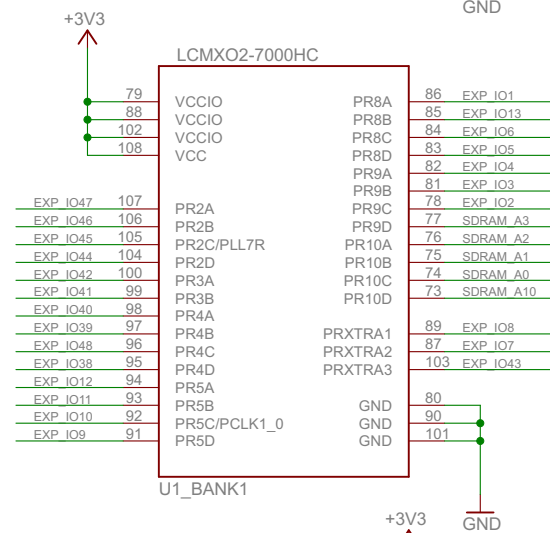 GND
+3V3
LCMXO2-7000HC
79 VCCIO PR8A 86 EXP_IO1
88 VCCIO PR8B 85 EXP_IO13
102 VCCIO PR8C 84 EXP_IO6
108 VCC PR8D 83 EXP_IO5
PR9A 82 EXP_IO4
PR9B 81 EXP_IO3
EXP_IO47 107 PR2A PR9C 78 EXP_IO2
EXP_IO46 106 PR2B PR9D 77 SDRAM_A3
EXP_IO45 105 PR2C/PLL7R PR10A 76 SDRAM_A2
EXP_IO44 104 PR2D PR10B 75 SDRAM_A1
EXP_IO42 100 PR3A PR10C 74 SDRAM_A0
EXP_IO41 99 PR3B PR10D 73 SDRAM_A10
EXP_IO40 98 PR4A
EXP_IO39 97 PR4B PRXTRA1 89 EXP_IO8
EXP_IO48 96 PR4C PRXTRA2 87 EXP_IO7
EXP_IO38 95 PR4D PRXTRA3 103 EXP_IO43
EXP_IO12 94 PR5A
EXP_IO11 93 PR5B GND 80
EXP_IO10 92 PR5C/PCLK1_0 GND 90
EXP_IO9 91 PR5D GND 101
U1_BANK1
+3V3 GND